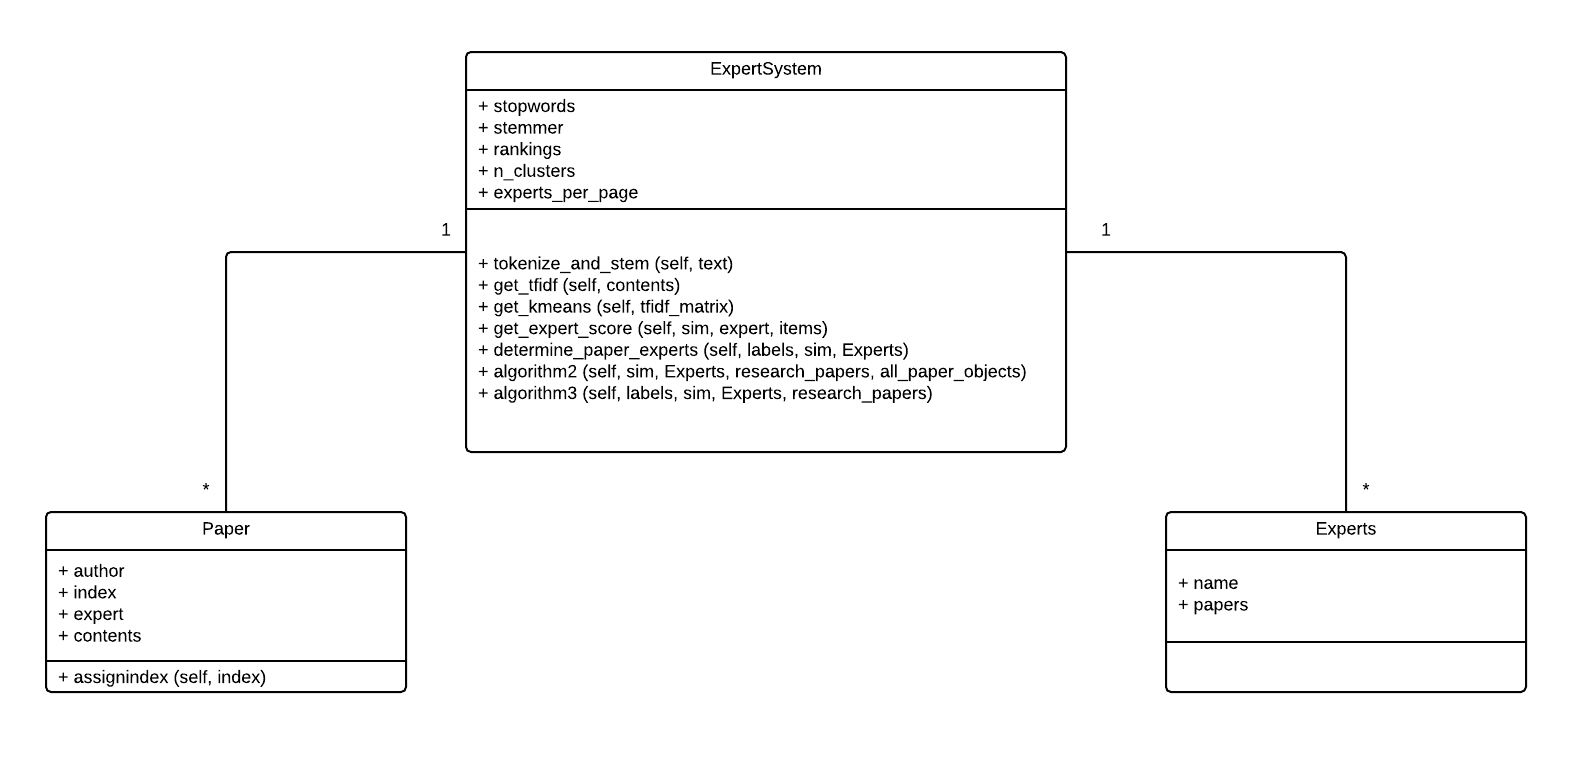 ExpertSystem
+ stopwords
+ stemmer
+ rankings
+ n_clusters
+ experts_per_page
1
1
+ tokenize_and_stem (self, text)
+ get_tfidf (self, contents)
+ get_kmeans (self, tfidf_matrix)
+ get_expert_score (self, sim, expert, items)
+ determine_paper_experts (self, labels, sim, Experts)
+ algorithm2 (self, sim, Experts, research_papers, all_paper_objects)
+ algorithm3 (self, labels, sim, Experts, research_papers)
*
*
Paper
+ author
+ index
+ expert
+ contents
+ assignindex (self, index)
Experts
+ name
+ papers